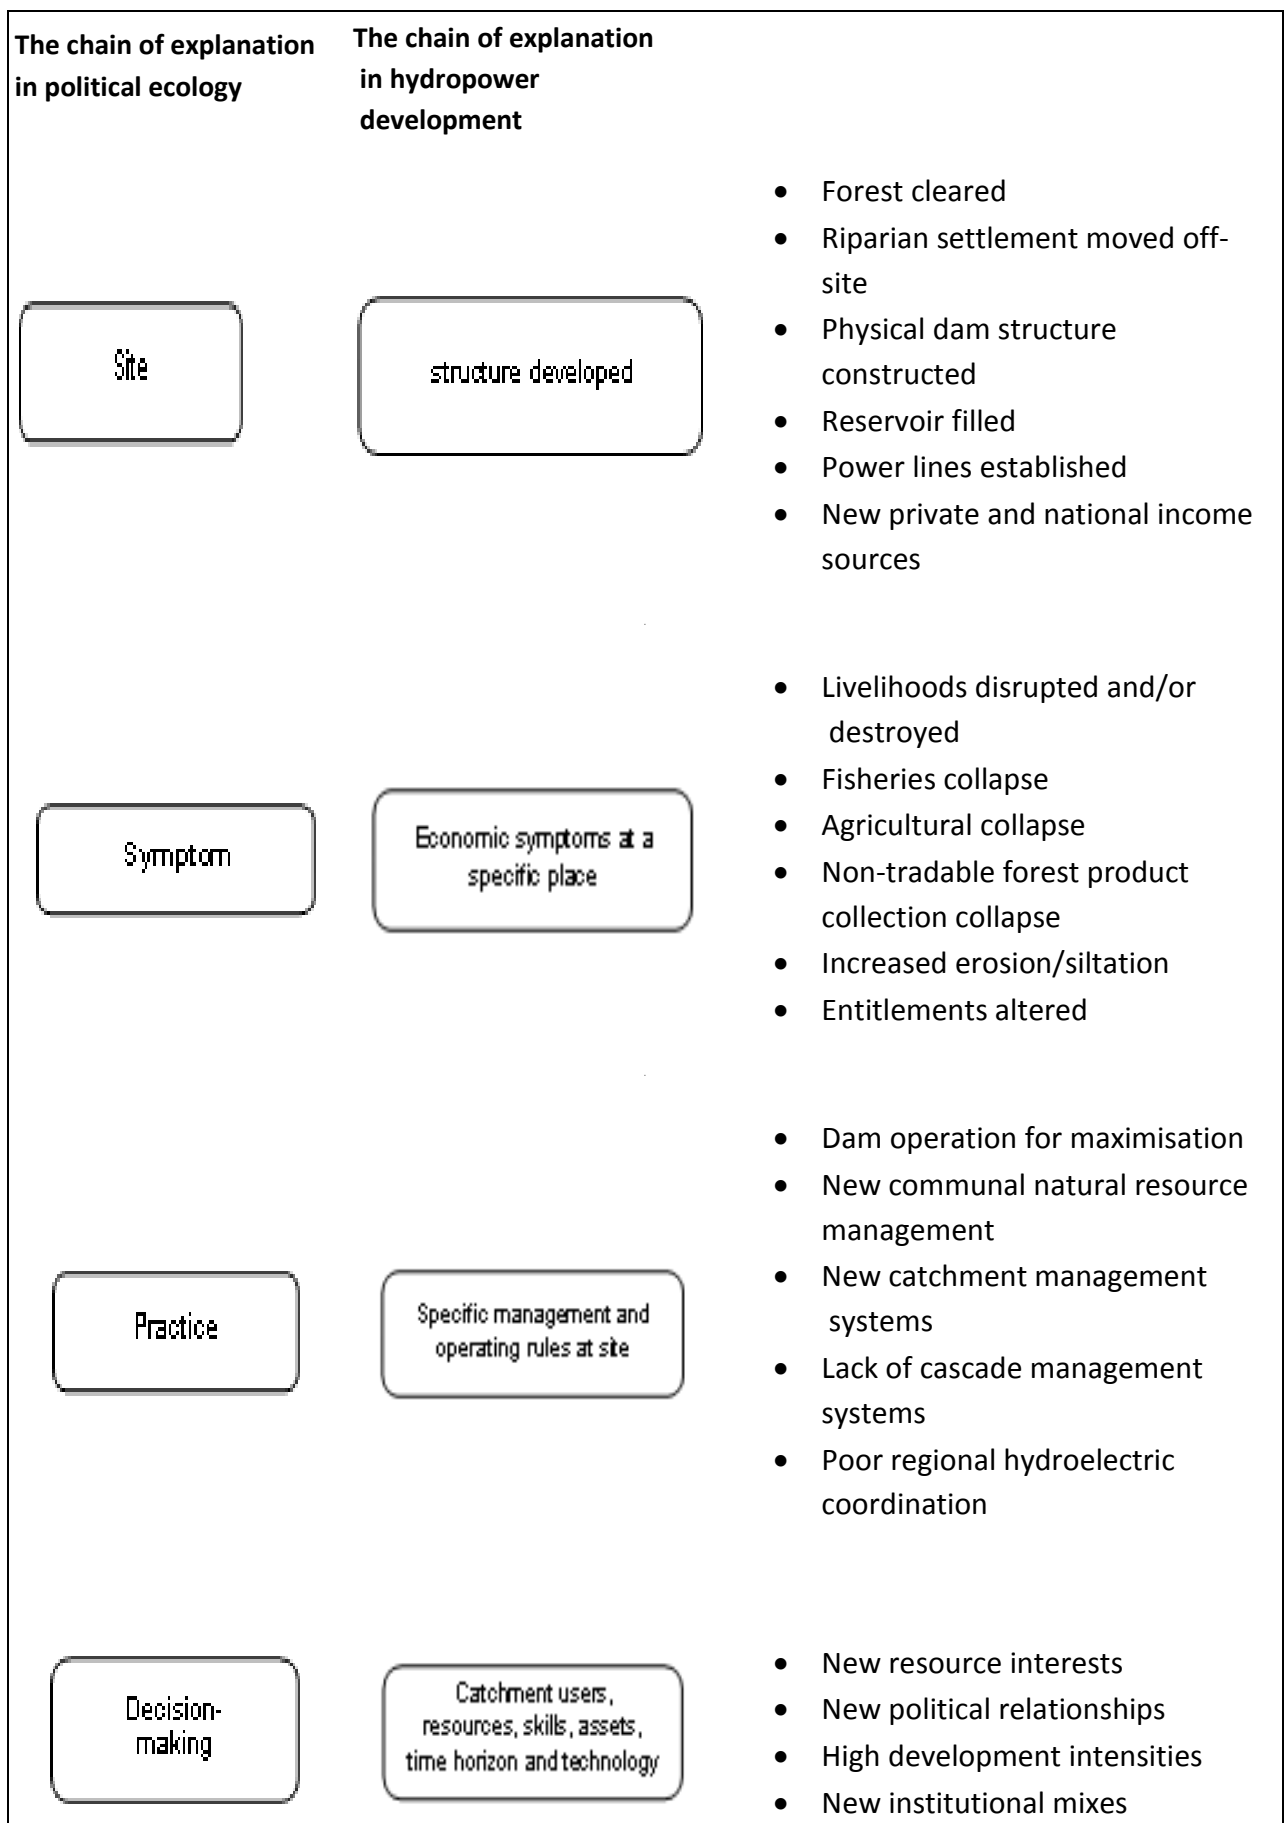 The chain of explanation
in political ecology
The chain of explanation
in hydropower
development
Site
structure developed
• Forest cleared
• Riparian settlement moved off-
site
• Physical dam structure
constructed
• Reservoir filled
• Power lines established
• New private and national income
sources
Symptom
Economic symptoms at a
specific place
• Livelihoods disrupted and/or
destroyed
• Fisheries collapse
• Agricultural collapse
• Non-tradable forest product
collection collapse
• Increased erosion/siltation
• Entitlements altered
Practice
Specific management and
operating rules at site
• Dam operation for maximisation
• New communal natural resource
management
• New catchment management
systems
• Lack of cascade management
systems
• Poor regional hydroelectric
coordination
Decision-
making
Catchment users,
resources, skills, assets,
time horizon and technology
• New resource interests
• New political relationships
• High development intensities
• New institutional mixes